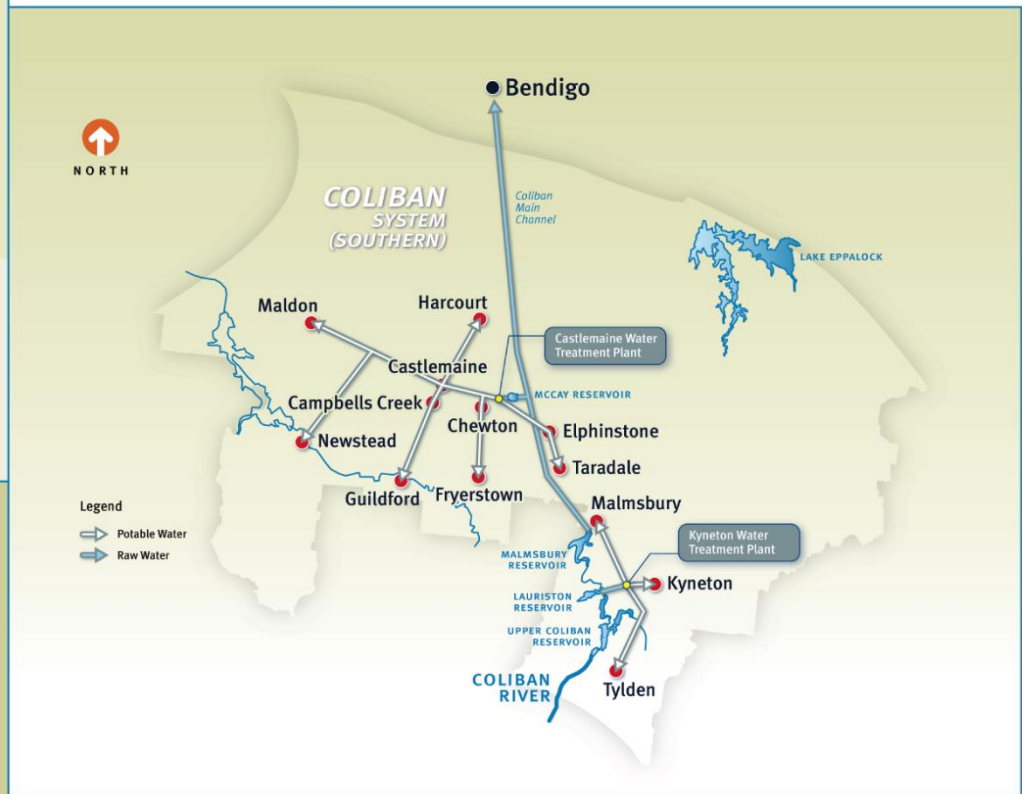 Bendigo
NORTH
COLIBAN
SYSTEM
(SOUTHERN)
Coliban
Main
Channel
LAKE EPPALOCK
Maldon
Harcourt
Castlemaine Water
Treatment Plant
Castlemaine
MCCAY RESERVOIR
Campbells Creek
Chewton
Elphinstone
Newstead
Taradale
Guildford
Fryerstown
Malmsbury
Legend
Potable Water
Raw Water
Kyneton Water
Treatment Plant
MALMSBURY
RESERVOIR
Kyneton
LAURISTON
RESERVOIR
UPPER COLIBAN
RESERVOIR
COLIBAN
RIVER
Tylden